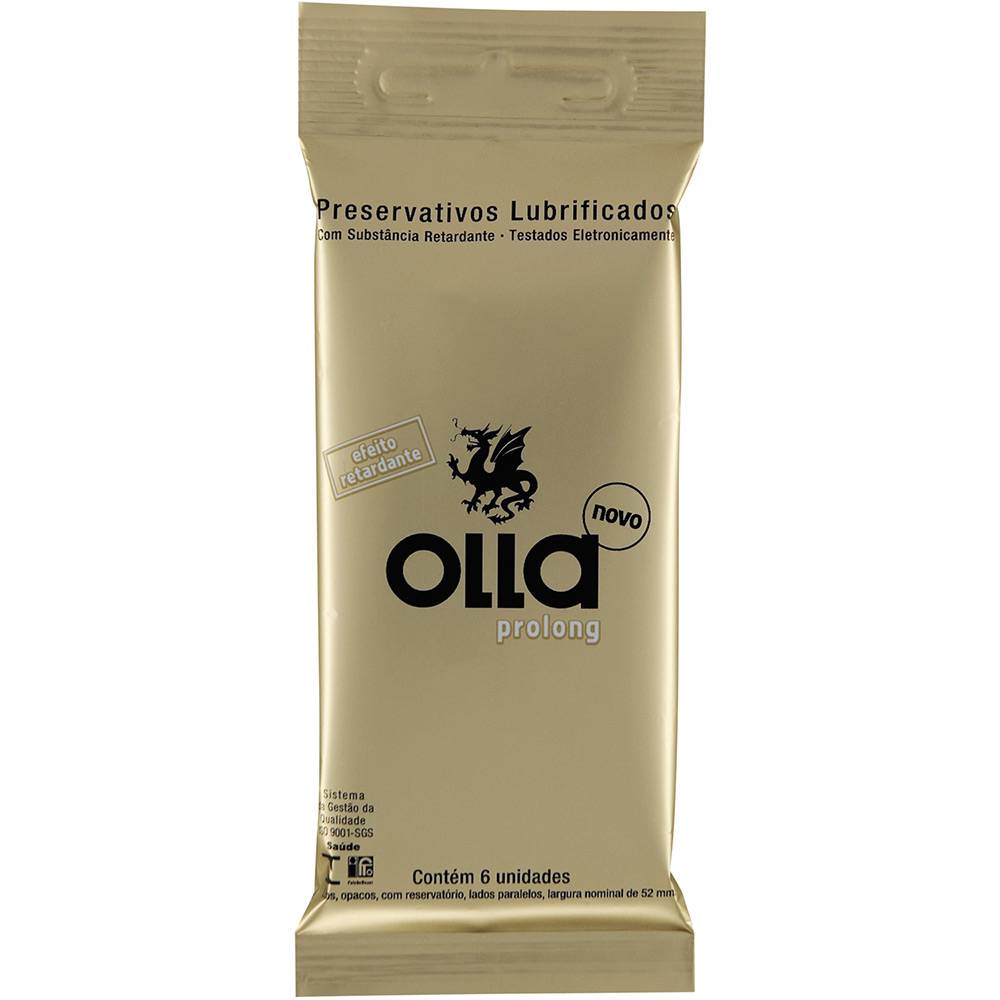 Preservativos Lubrificados
Com Substância Retardante · Testados Eletronicamente
efeito
retardante
novo
olla
prolong
Sistema
Gestão da
Qualidade
9001-SGS
Saúde
Contém 6 unidades
opacos, com reservatório, lados paralelos, largura nominal de 52 mm